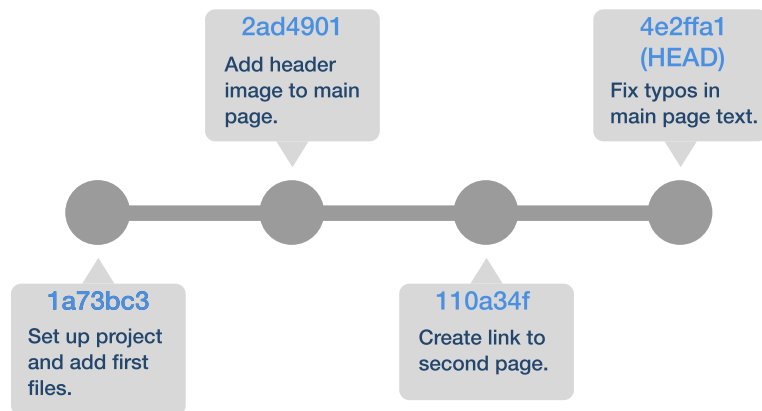 2ad4901
Add header
image to main
page.
4e2ffa1
(HEAD)
Fix typos in
main page text.
1a73bc3
Set up project
and add first
files.
110a34f
Create link to
second page.